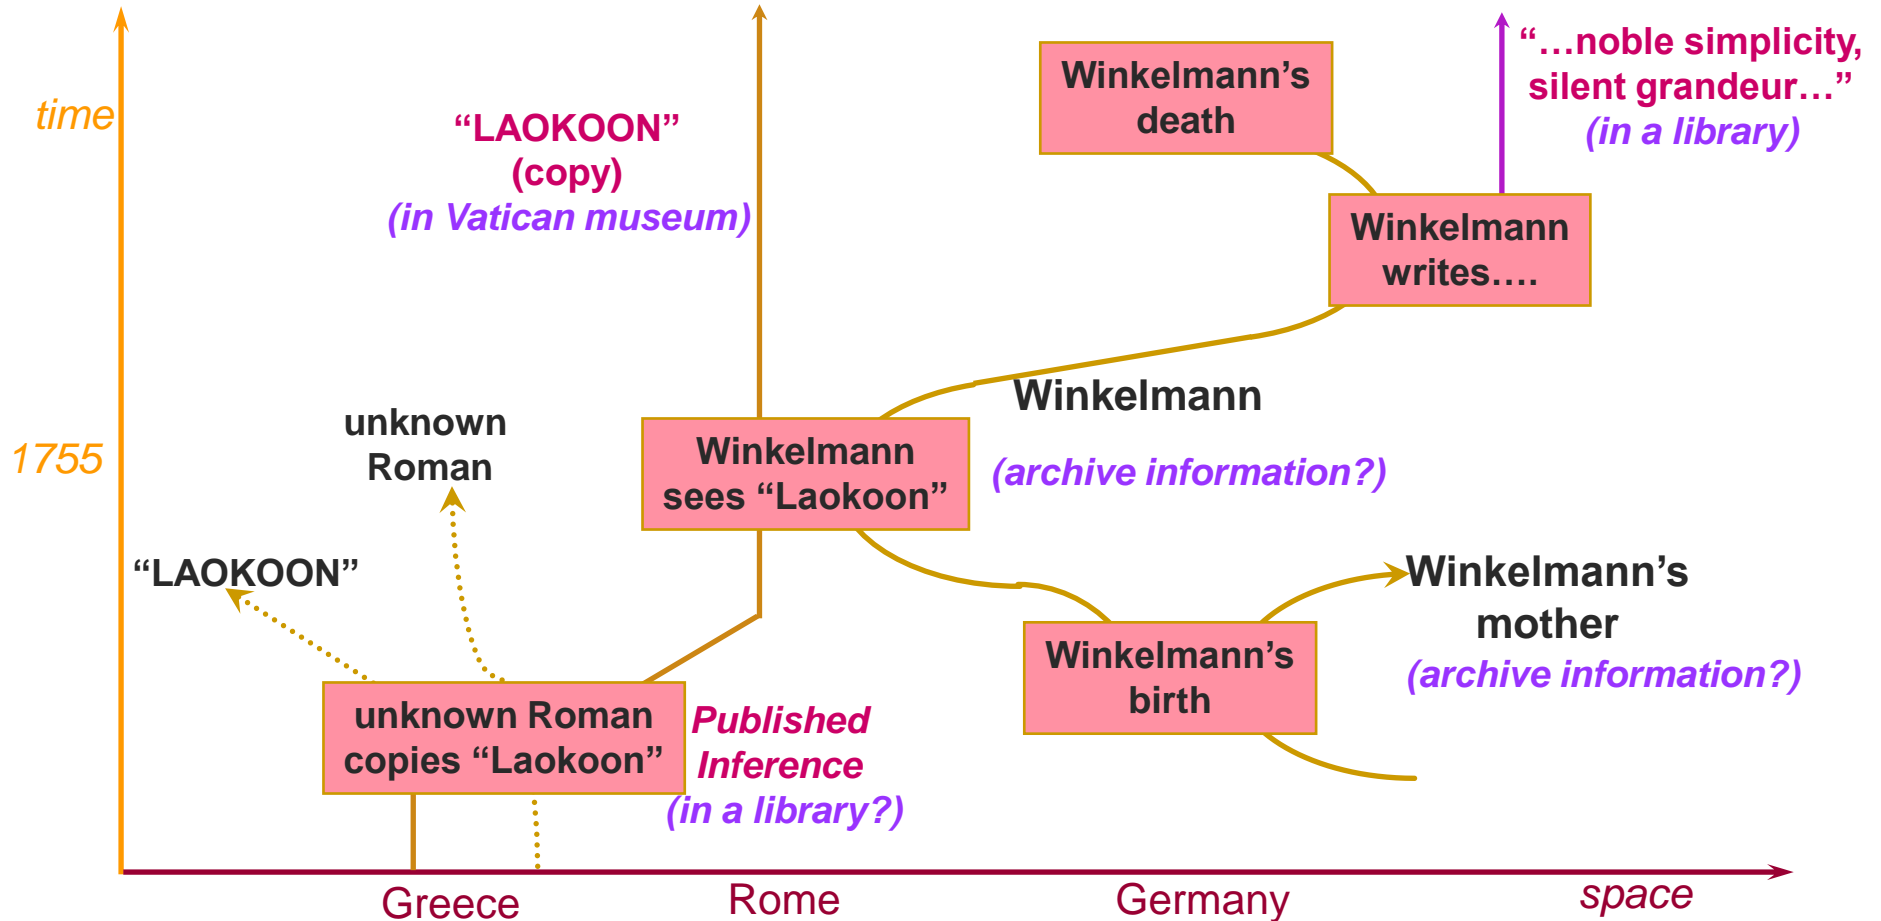 “…noble simplicity,
silent grandeur…”
(in a library)
Winkelmann’s
death
time
“LAOKOON”
(copy)
(in Vatican museum)
Winkelmann
writes….
Winkelmann
unknown
Roman
1755
Winkelmann
sees “Laokoon”
(archive information?)
“LAOKOON”
Winkelmann’s
mother
(archive information?)
Winkelmann’s
birth
unknown Roman
copies “Laokoon”
Published
Inference
(in a library?)
Greece
Rome
Germany
space